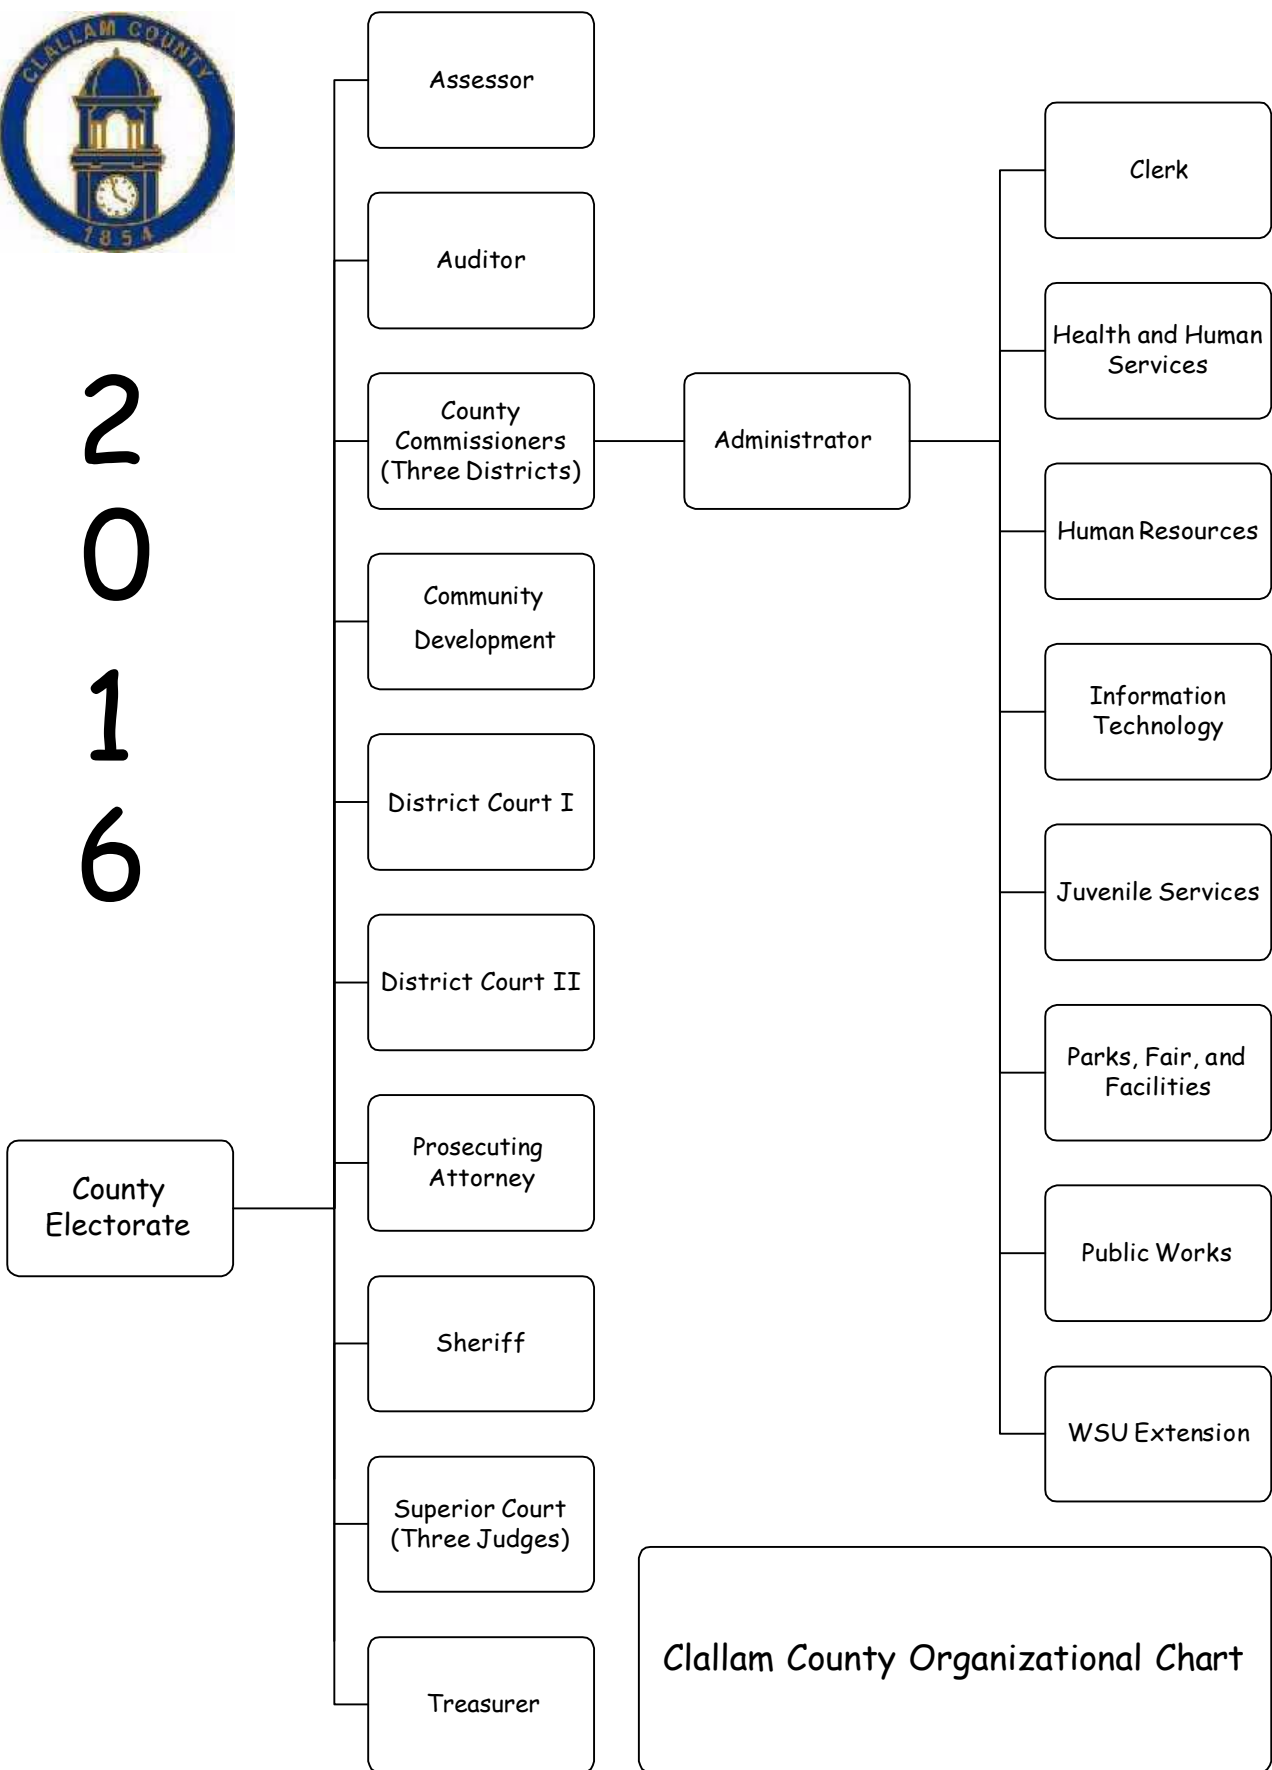 CLALLAM COUNTY
1854
2
0
1
6
County
Electorate
Assessor
Auditor
County
Commissioners
(Three Districts)
Community
Development
District Court I
District Court II
Prosecuting
Attorney
Sheriff
Superior Court
(Three Judges)
Treasurer
Administrator
Clerk
Health and Human
Services
Human Resources
Information
Technology
Juvenile Services
Parks, Fair, and
Facilities
Public Works
WSU Extension
Clallam County Organizational Chart